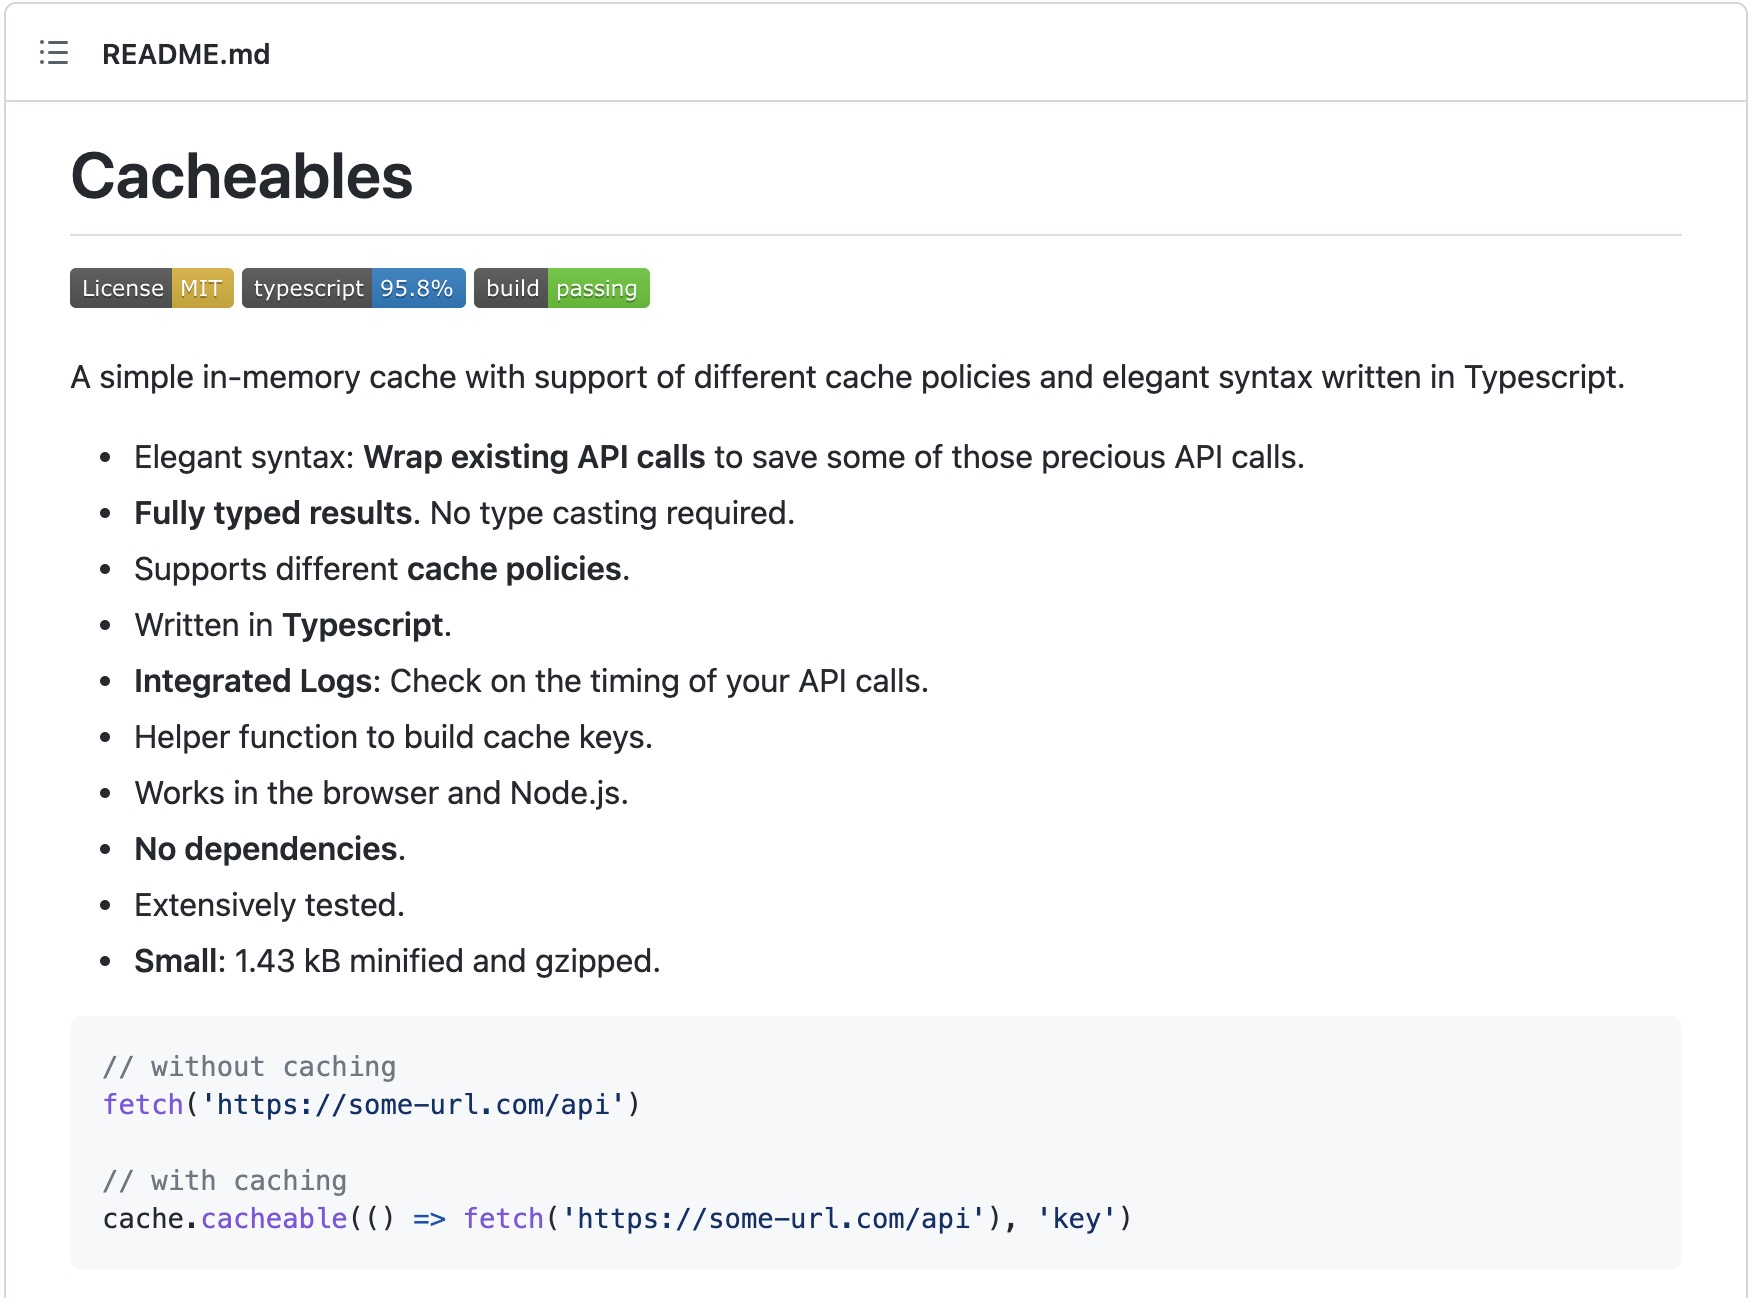 README.md
Cacheables
License MIT typescript 95.8% build passing
A simple in-memory cache with support of different cache policies and elegant syntax written in Typescript.
• Elegant syntax: Wrap existing API calls to save some of those precious API calls.
• Fully typed results. No type casting required.
• Supports different cache policies.
• Written in Typescript.
• Integrated Logs: Check on the timing of your API calls.
• Helper function to build cache keys.
• Works in the browser and Node.js.
• No dependencies.
• Extensively tested.
• Small: 1.43 kB minified and gzipped.
// without caching
fetch('https://some-url.com/api')
// with caching
cache.cacheable(() => fetch('https://some-url.com/api'), 'key')